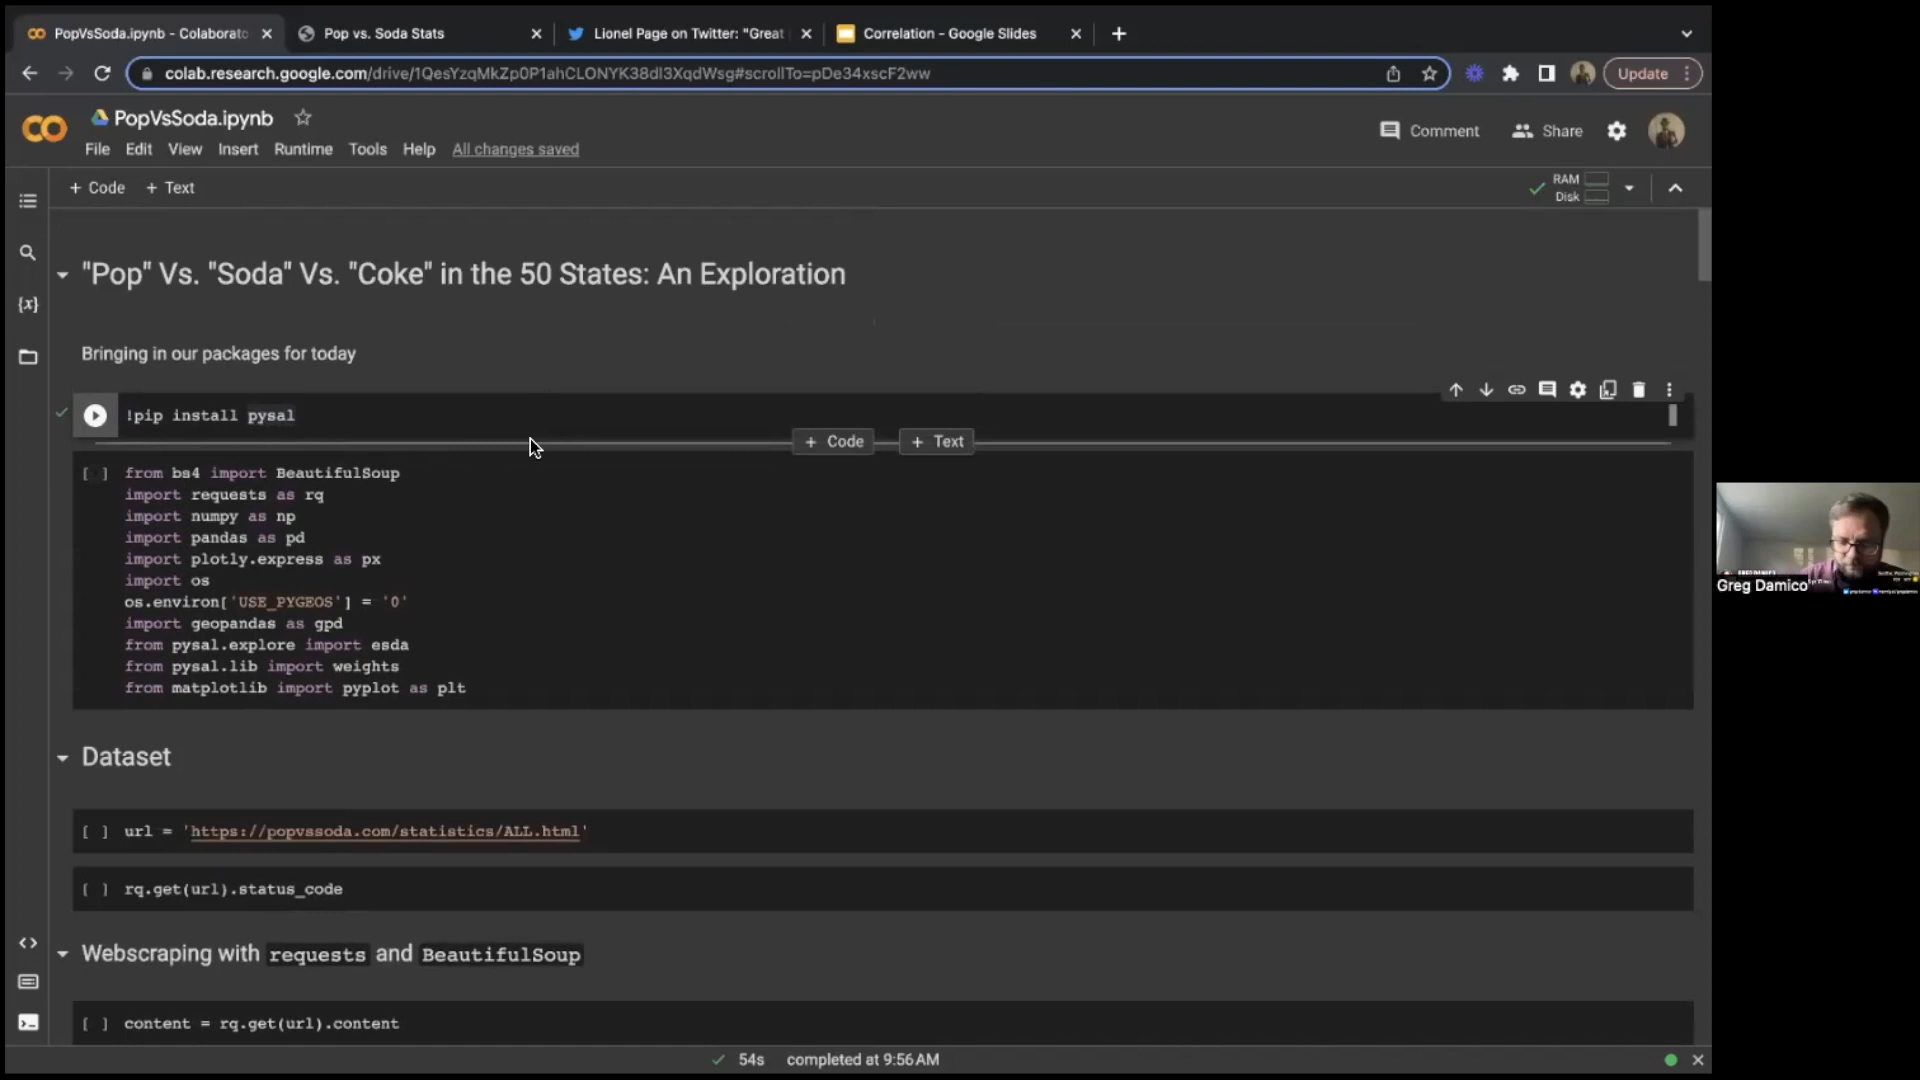 PopVsSoda.ipynb - Colaborato
Pop vs. Soda Stats
Lionel Page on Twitter: "Great
Correlation - Google Slides
colab.research.google.com/drive/1QesYzqMkZp0P1ahCLONYK38dI3XqdWsg#scrollTo=pDe34xscF2ww
Update
PopVsSoda.ipynb
Comment
Share
File Edit View Insert Runtime Tools Help All changes saved
+ Code + Text
RAM
Disk
"Pop" Vs. "Soda" Vs. "Coke" in the 50 States: An Exploration
Bringing in our packages for today
!pip install pysal
+ Code + Text
[ ] from bs4 import BeautifulSoup
import requests as rq
import numpy as np
import pandas as pd
import plotly.express as px
import os
os.environ['USE_PYGEOS'] = '0'
import geopandas as gpd
from pysal.explore import esda
from pysal.lib import weights
from matplotlib import pyplot as plt
Greg Damico
Dataset
[ ] url = 'https://popvssoda.com/statistics/ALL.html'
[ ] rq.get(url).status_code
Webscraping with requests and BeautifulSoup
[ ] content = rq.get(url).content
54s completed at 9:56 AM